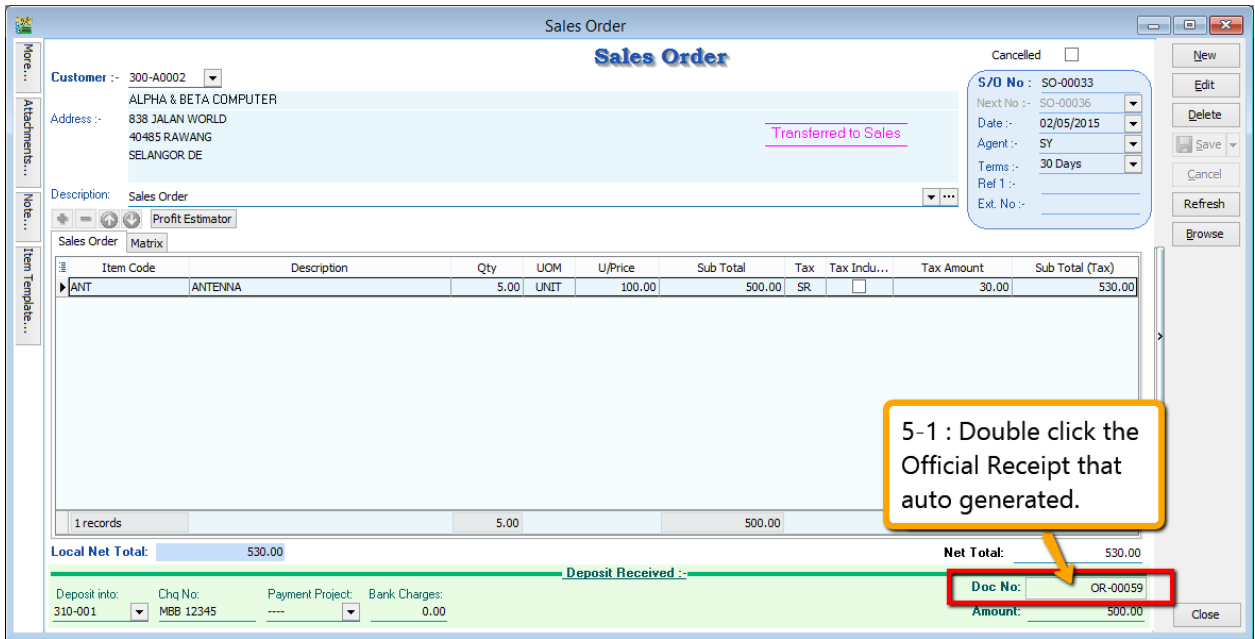 Sales Order
More...
Attachments...
Note...
Item Template...
Sales Order
Cancelled
Customer :- 300-A0002
ALPHA & BETA COMPUTER
Address :- 838 JALAN WORLD
40485 RAWANG
SELANGOR DE
Transferred to Sales
S/O No : SO-00033
Next No :- SO-00036
Date :- 02/05/2015
Agent :- SY
Terms :- 30 Days
Ref 1 :-
Ext. No :-
Description: Sales Order
Profit Estimator
Sales Order Matrix
Item Code Description Qty UOM U/Price Sub Total Tax Tax Inclu... Tax Amount Sub Total (Tax)
ANT ANTENNA 5.00 UNIT 100.00 500.00 SR 30.00 530.00
1 records 5.00 500.00
5-1 : Double click the
Official Receipt that
auto generated.
Local Net Total: 530.00
Net Total: 530.00
Deposit Received :-
Deposit into: Chq No: Payment Project: Bank Charges:
310-001 MBB 12345 ---- 0.00
Doc No: OR-00059
Amount: 500.00
New
Edit
Delete
Save
Cancel
Refresh
Browse
Close